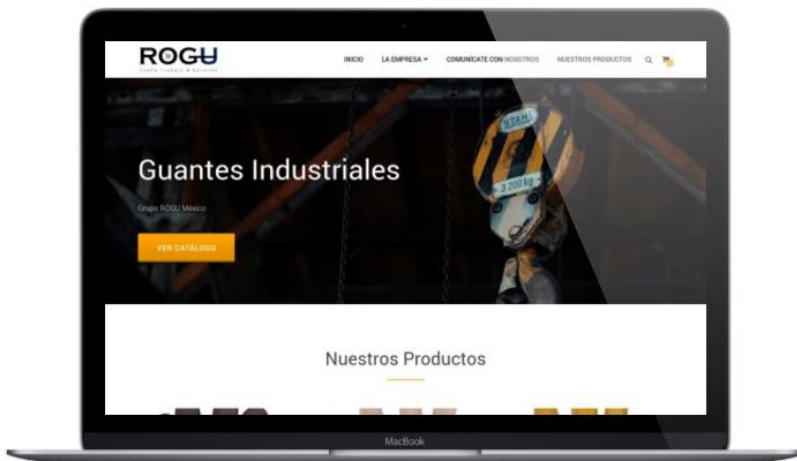 ROGU
INICIO LA EMPRESA COMUNÍCATE CON NOSOTROS NUESTROS PRODUCTOS
STAHL
3 200 kg
Guantes Industriales
Grupo ROGU México
VER CATÁLOGO
Nuestros Productos
MacBook